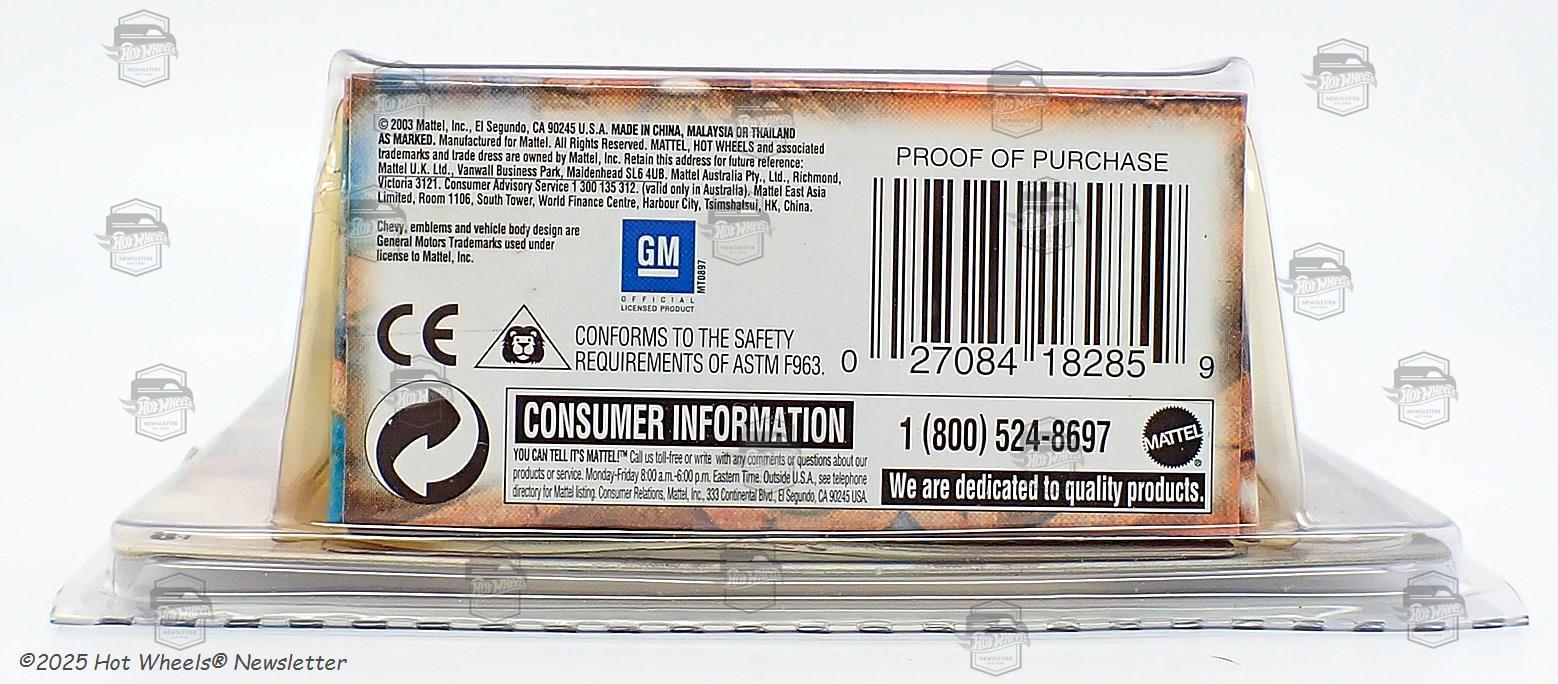 © 2003 Mattel, Inc., El Segundo, CA 90245 U.S.A. MADE IN CHINA, MALAYSIA OR THAILAND
AS MARKED. Manufactured for Mattel. All Rights Reserved. MATTEL, HOT WHEELS and associated
trademarks and trade dress are owned by Mattel, Inc. Retain this address for future reference:
Mattel U.K. Ltd., Vanwall Business Park, Maidenhead SL6 4UB. Mattel Australia Pty., Ltd., Richmond,
Victoria 3121. Consumer Advisory Service 1 300 135 312. (valid only in Australia). Mattel East Asia
Limited, Room 1106, South Tower, World Finance Centre, Harbour City, Tsimshatsui, HK, China.
Chevy, emblems and vehicle body design are
General Motors Trademarks used under
license to Mattel, Inc.
GM
MT0897
OFFICIAL
LICENSED PRODUCT
PROOF OF PURCHASE
0 27084 18285 9
CE
CONFORMS TO THE SAFETY
REQUIREMENTS OF ASTM F963.
CONSUMER INFORMATION
YOU CAN TELL IT'S MATTEL!™ Call us toll-free or write with any comments or questions about our
products or service. Monday-Friday 8:00 a.m.-6:00 p.m. Eastern Time. Outside U.S.A., see telephone
directory for Mattel listing. Consumer Relations, Mattel, Inc., 333 Continental Blvd., El Segundo, CA 90245 USA.
1 (800) 524-8697
MATTEL®
We are dedicated to quality products.
HOT WHEELS
NEWSLETTER
©2025 Hot Wheels® Newsletter